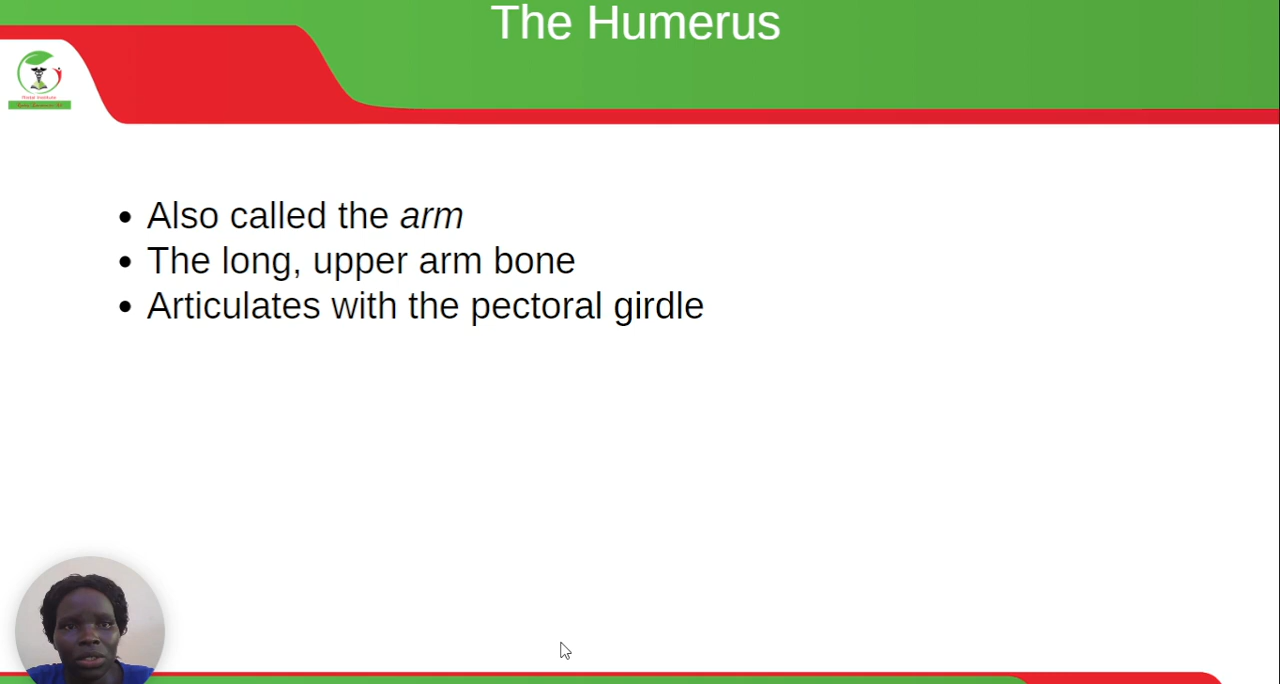 The Humerus
Also called the arm
The long, upper arm bone
Articulates with the pectoral girdle